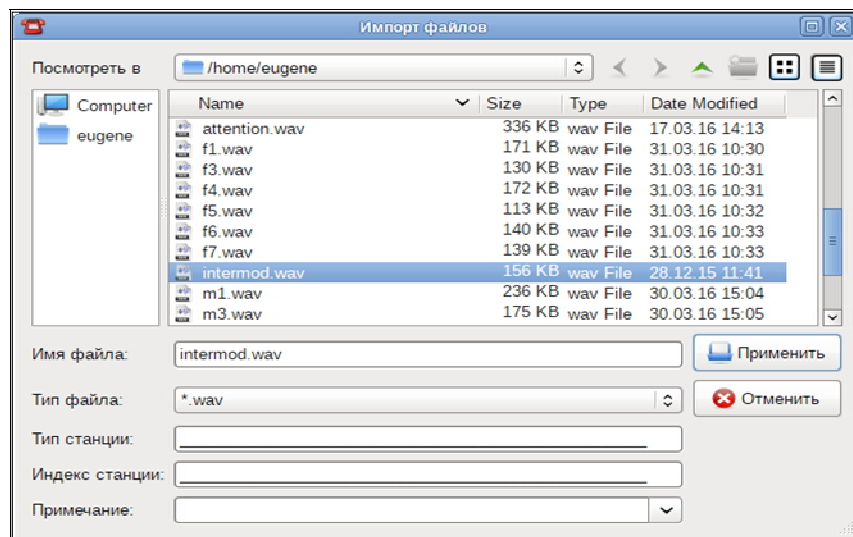 Импорт файлов
Посмотреть в
/home/eugene
Computer
eugene
Name Size Type Date Modified
attention.wav 336 KB wav File 17.03.16 14:13
f1.wav 171 KB wav File 31.03.16 10:30
f3.wav 130 KB wav File 31.03.16 10:31
f4.wav 172 KB wav File 31.03.16 10:31
f5.wav 113 KB wav File 31.03.16 10:32
f6.wav 140 KB wav File 31.03.16 10:33
f7.wav 139 KB wav File 31.03.16 10:33
intermod.wav 156 KB wav File 28.12.15 11:41
m1.wav 236 KB wav File 30.03.16 15:04
m3.wav 175 KB wav File 30.03.16 15:05
Имя файла: intermod.wav Применить
Тип файла: *.wav Отменить
Тип станции:
Индекс станции:
Примечание: